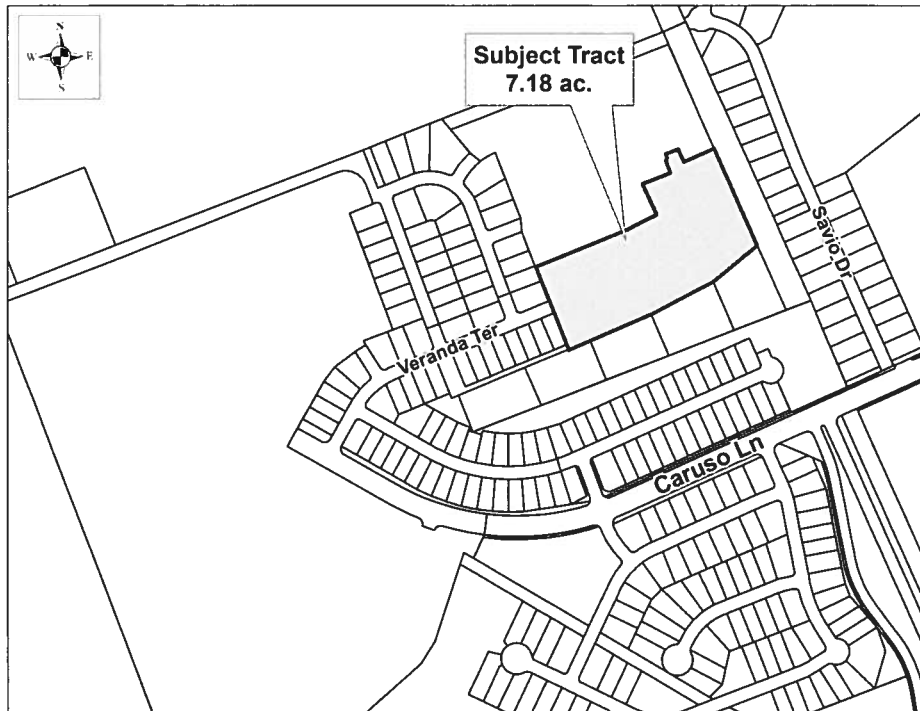 N
W E
S
Subject Tract
7.18 ac.
Savio Dr
Veranda Ter
Caruso Ln